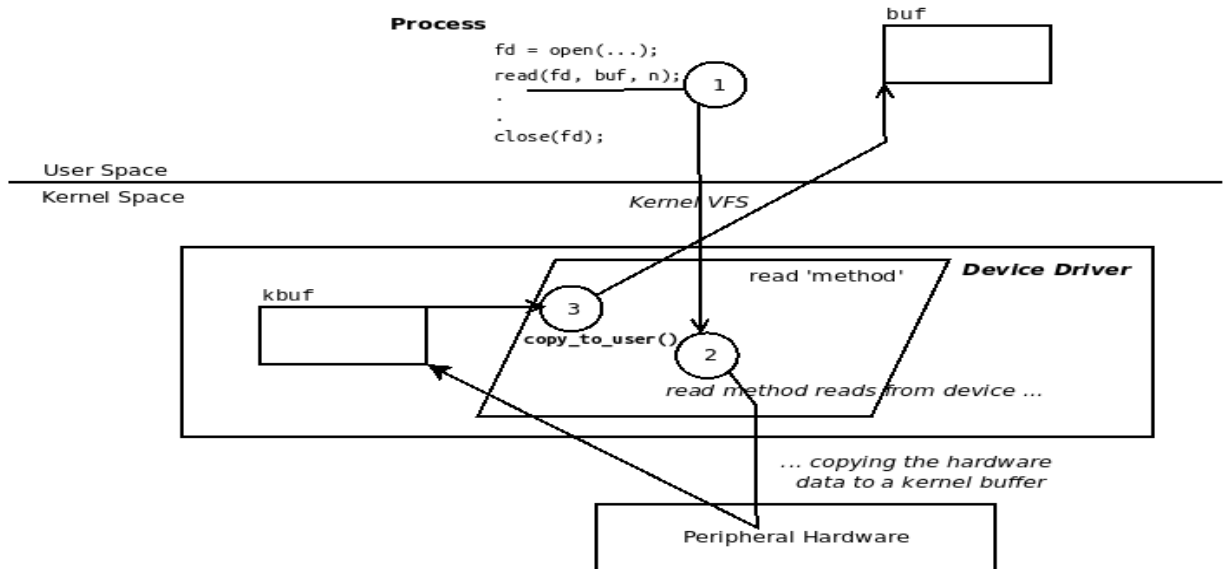 buf
Process
fd = open(...);
read(fd, buf, n);
1
.
.
close(fd);
User Space
Kernel Space
Kernel VFS
read 'method'
Device Driver
kbuf
3
copy_to_user()
2
read method reads from device ...
... copying the hardware
data to a kernel buffer
Peripheral Hardware